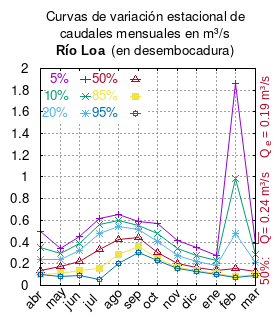 Curvas de variación estacional de
caudales mensuales en m³/s
Río Loa (en desembocadura)
2
1.8
1.6
1.4
1.2
1
0.8
0.6
0.4
0.2
0
5% 50%
10% 85%
20% 95%
abr
may
jun
jul
ago
sep
oct
nov
dic
ene
feb
mar
50%: Q= 0.24 m³/s Qe = 0.19 m³/s